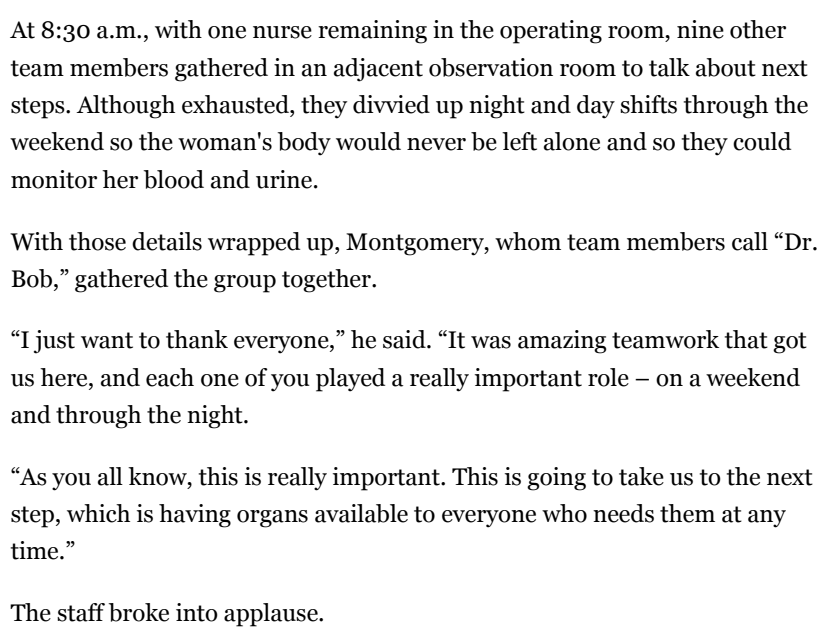 At 8:30 a.m., with one nurse remaining in the operating room, nine other
team members gathered in an adjacent observation room to talk about next
steps. Although exhausted, they divvied up night and day shifts through the
weekend so the woman's body would never be left alone and so they could
monitor her blood and urine.
With those details wrapped up, Montgomery, whom team members call “Dr.
Bob,” gathered the group together.
“I just want to thank everyone,” he said. “It was amazing teamwork that got
us here, and each one of you played a really important role – on a weekend
and through the night.
“As you all know, this is really important. This is going to take us to the next
step, which is having organs available to everyone who needs them at any
time.”
The staff broke into applause.